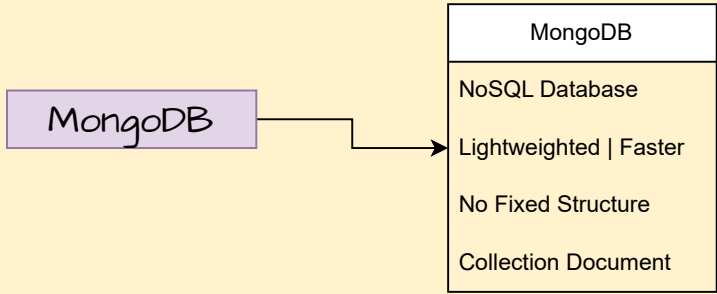 MongoDB
MongoDB
NoSQL Database
Lightweighted | Faster
No Fixed Structure
Collection Document